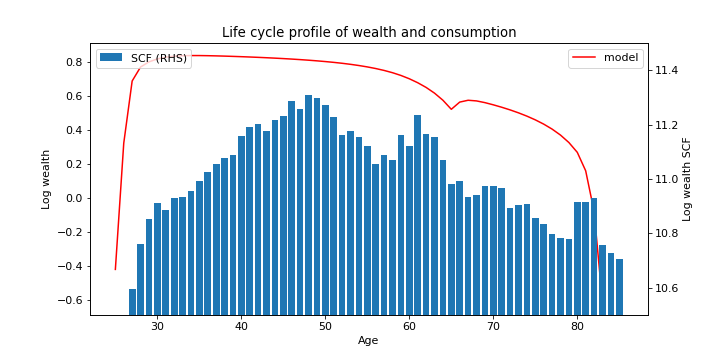 Life cycle profile of wealth and consumption
SCF (RHS)
model
Log wealth
0.8
0.6
0.4
0.2
0.0
−0.2
−0.4
−0.6
11.4
11.2
11.0
10.8
10.6
Log wealth SCF
30 40 50 60 70 80
Age